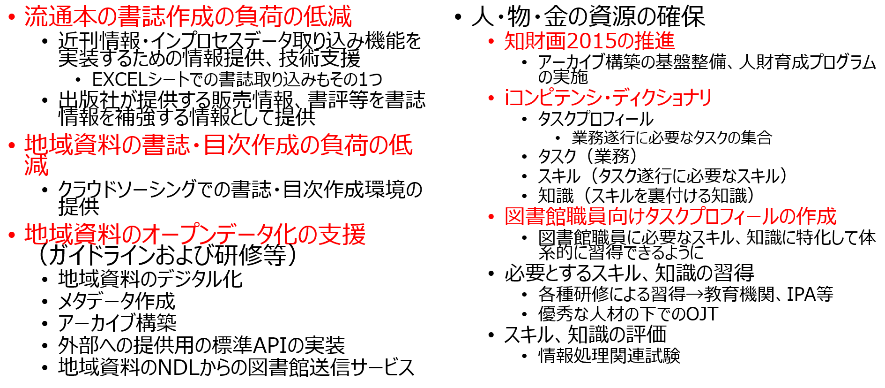 • 流通本の書誌作成の負荷の低減
• 近刊情報・インプロセスデータ取り込み機能を
実装するための情報提供、技術支援
• EXCELシートでの書誌取り込みもその1つ
• 出版社が提供する販売情報、書評等を書誌
情報を補強する情報として提供
• 地域資料の書誌・目次作成の負荷の低
減
• クラウドソーシングでの書誌・目次作成環境の
提供
• 地域資料のオープンデータ化の支援
（ガイドラインおよび研修等）
• 地域資料のデジタル化
• メタデータ作成
• アーカイブ構築
• 外部への提供用の標準APIの実装
• 地域資料のNDLからの図書館送信サービス
• 人・物・金の資源の確保
• 知財画2015の推進
• アーカイブ構築の基盤整備、人財育成プログラム
の実施
• iコンピテンシ・ディクショナリ
• タスクプロフィール
• 業務遂行に必要なタスクの集合
• タスク（業務）
• スキル（タスク遂行に必要なスキル）
• 知識（スキルを裏付ける知識）
• 図書館職員向けタスクプロフィールの作成
• 図書館職員に必要なスキル、知識に特化して体
系的に習得できるように
• 必要とするスキル、知識の習得
• 各種研修による習得→教育機関、IPA等
• 優秀な人材の下でのOJT
• スキル、知識の評価
• 情報処理関連試験